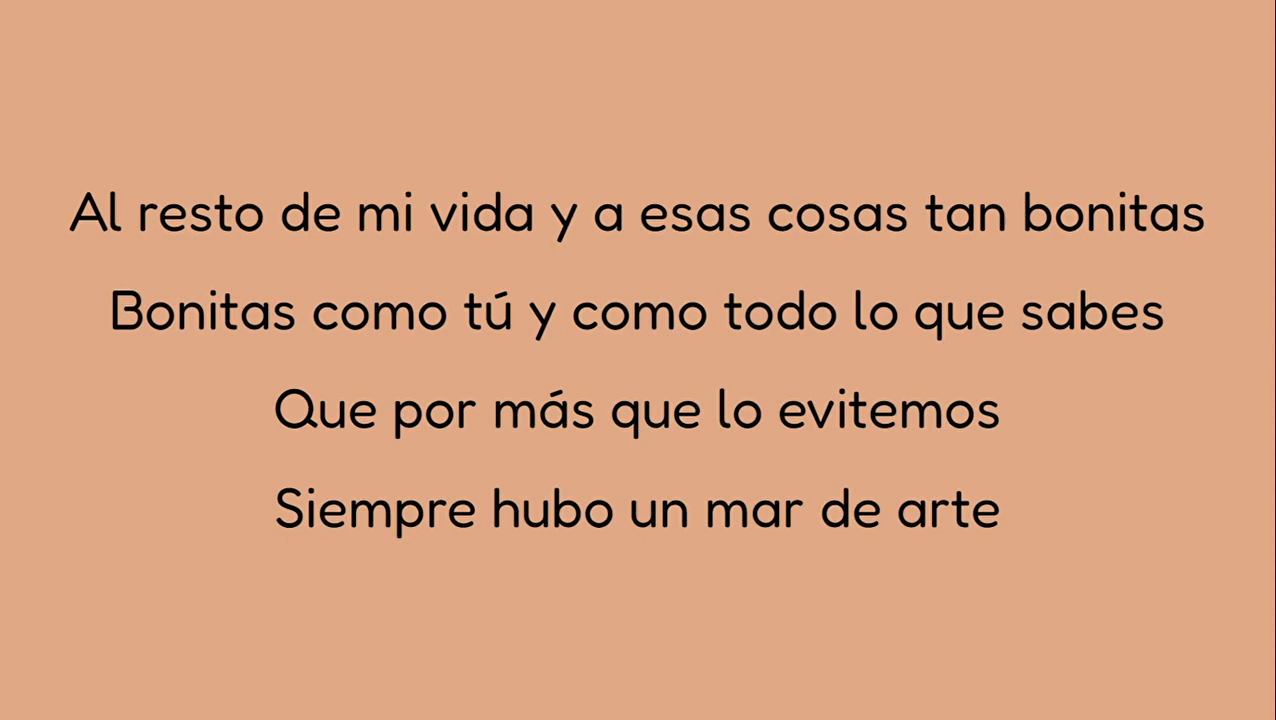 Al resto de mi vida y a esas cosas tan bonitas
Bonitas como tú y como todo lo que sabes
Que por más que lo evitemos
Siempre hubo un mar de arte